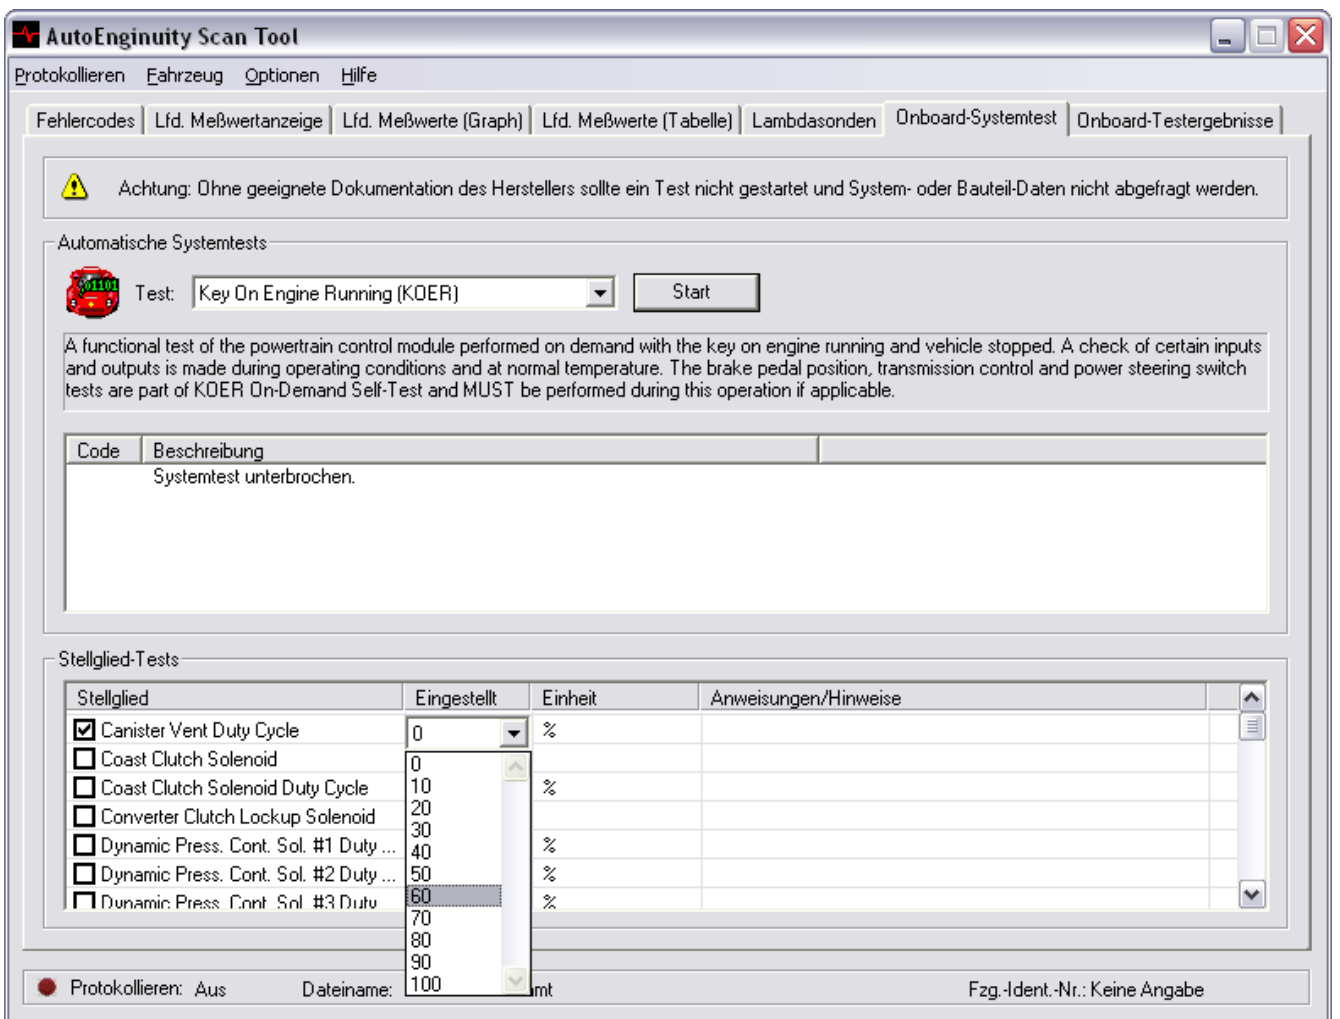 AutoEnginuity Scan Tool
Protokollieren Fahrzeug Optionen Hilfe
Fehlercodes Lfd. Meßwertanzeige Lfd. Meßwerte (Graph) Lfd. Meßwerte (Tabelle) Lambdasonden Onboard-Systemtest Onboard-Testergebnisse
Achtung: Ohne geeignete Dokumentation des Herstellers sollte ein Test nicht gestartet und System- oder Bauteil-Daten nicht abgefragt werden.
Automatische Systemtests
Test: Key On Engine Running (KOER) Start
A functional test of the powertrain control module performed on demand with the key on engine running and vehicle stopped. A check of certain inputs
and outputs is made during operating conditions and at normal temperature. The brake pedal position, transmission control and power steering switch
tests are part of KOER On-Demand Self-Test and MUST be performed during this operation if applicable.
Code Beschreibung
Systemtest unterbrochen.
Stellglied-Tests
Stellglied Eingestellt Einheit Anweisungen/Hinweise
Canister Vent Duty Cycle 0 %
Coast Clutch Solenoid
Coast Clutch Solenoid Duty Cycle %
Converter Clutch Lockup Solenoid
Dynamic Press. Cont. Sol. #1 Duty ... %
Dynamic Press. Cont. Sol. #2 Duty ... %
Dynamic Press. Cont. Sol. #3 Duty %
0
10
20
30
40
50
60
70
80
90
100
Protokollieren: Aus Dateiname: mt Fzg.-Ident.-Nr.: Keine Angabe